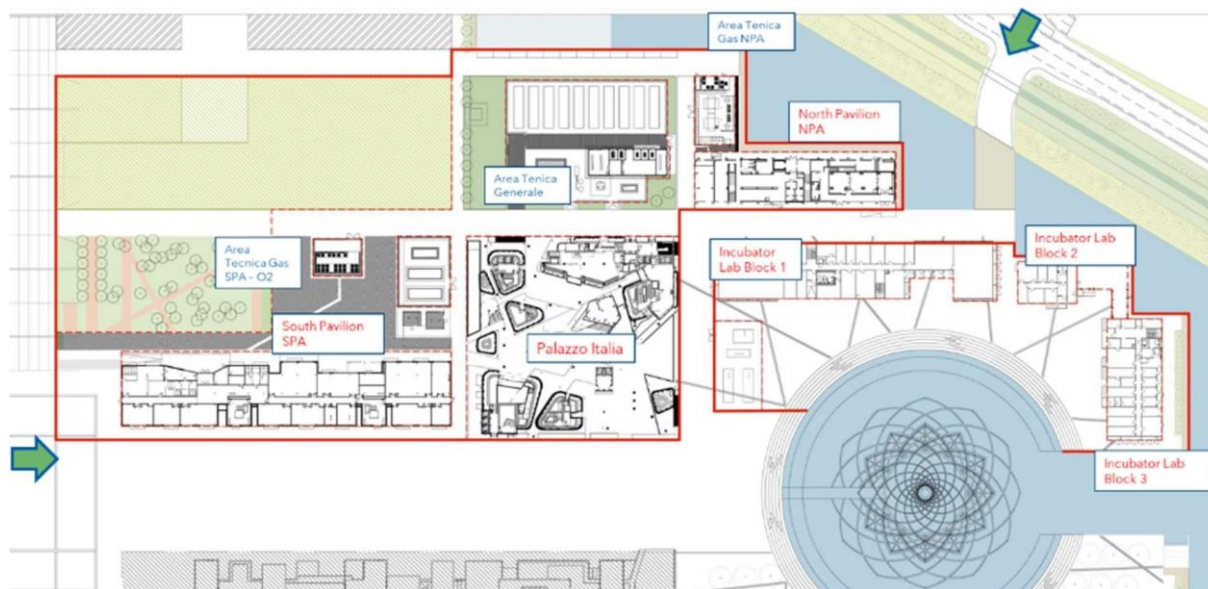 Area Tenica
Gas NPA
North Pavilion
NPA
Area Tenica
Generale
Area
Tecnica Gas
SPA - O2
Incubator
Lab Block 1
Incubator Lab
Block 2
South Pavilion
SPA
Palazzo Italia
Incubator Lab
Block 3